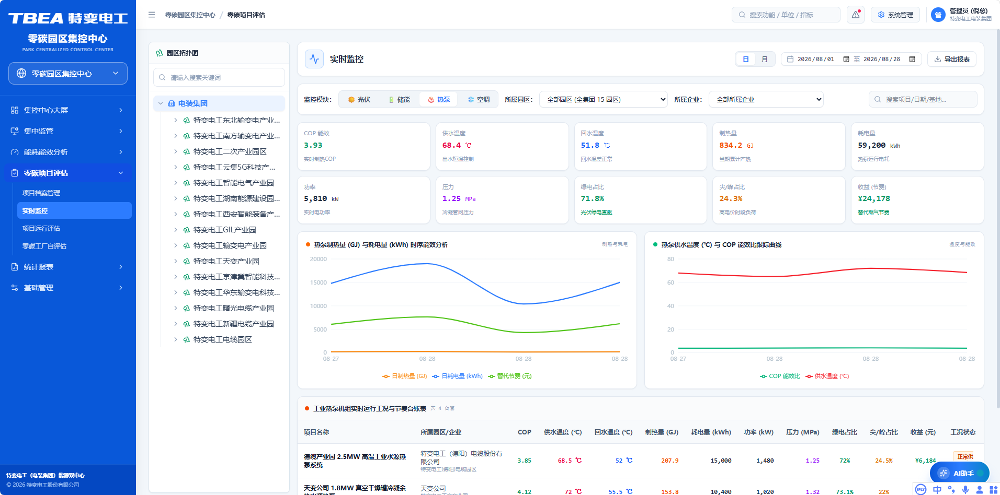 TBEA 特变电工
零碳园区集控中心
PARK CENTRALIZED CONTROL CENTER
零碳园区集控中心
集控中心大屏
集中监管
能耗能效分析
零碳项目评估
项目档案管理
实时监控
项目运行评估
零碳工厂自评估
统计报表
基础管理
特变电工（电装集团）能源双中心
© 2026 特变电工股份有限公司
零碳园区集控中心 / 零碳项目评估
搜索功能 / 单位 / 指标
系统管理
管 管理员 (倪总)
特变电工电装集团
园区拓扑图
请输入搜索关键词
电装集团
特变电工东北输变电产业...
特变电工南方输变电产业...
特变电工二次产业园区
特变电工云集5G科技产...
特变电工智能电气产业园
特变电工湖南能源建设园...
特变电工西安智能装备产...
特变电工GIL产业园
特变电工输变电产业园
特变电工天变产业园
特变电工京津冀智能科技...
特变电工华东输变电科技...
特变电工曙光电缆产业园
特变电工新疆电缆产业园
特变电工电缆园区
实时监控
日 月 2026/08/01 至 2026/08/28 导出报表
监控模块: 光伏 储能 热泵 空调 所属园区: 全部园区 (全集团 15 园区) 所属企业: 全部所属企业 搜索项目/日期/基地...
COP 能效
3.93
实时制热COP
供水温度
68.4 ℃
出水恒温控制
回水温度
51.8 ℃
回水温差正常
制热量
834.2 GJ
当期累计产热
耗电量
59,200 kWh
热泵运行电耗
功率
5,810 kW
实时电功率
压力
1.25 MPa
冷凝管网压力
绿电占比
71.8%
光伏绿电直驱
尖/峰占比
24.3%
高电价时段负荷
收益 (节费)
¥24,178
替代燃气节费
热泵制热量 (GJ) 与耗电量 (kWh) 时序能效分析 制热与耗电
20000
15000
10000
5000
0
08-27 08-28 08-28 08-28
日制热量 (GJ) 日耗电量 (kWh) 替代节费 (元)
热泵供水温度 (℃) 与 COP 能效比跟踪曲线 温度与能效
80
60
40
20
0
08-27 08-28 08-28 08-28
COP 能效比 供水温度 (℃)
工业热泵机组实时运行工况与节费台账表 共 4 台套
项目名称 所属园区/企业 COP 供水温度 (℃) 回水温度 (℃) 制热量 (GJ) 耗电量 (kWh) 功率 (kW) 压力 (MPa) 绿电占比 尖/峰占比 收益 (元) 工况状态
德缆产业园 2.5MW 高温工业水源热泵系统
特变电工（德阳）电缆股份有限公司
特变电工(德阳)电缆园区
3.85 68.5 ℃ 52 ℃ 207.9 15,000 1,480 1.25 72% 24.5% ¥6,184 正常供
天变公司 1.8MW 真空干燥罐冷凝余
天变公司
4.12 72 ℃ 55.5 ℃ 153.8 10,400 1,020 1.32 73.1% 22%
AI助手
iFLY 中